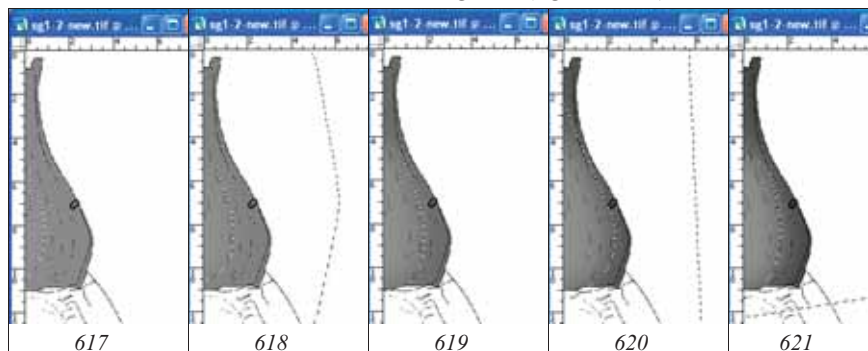 sg1-2-new.tif @ ...
sg1-2-new.tif @ ...
sg1-2-new.tif @ ...
sg1-2-new.tif @ ...
sg1-2-new.tif @ ...
617
618
619
620
621